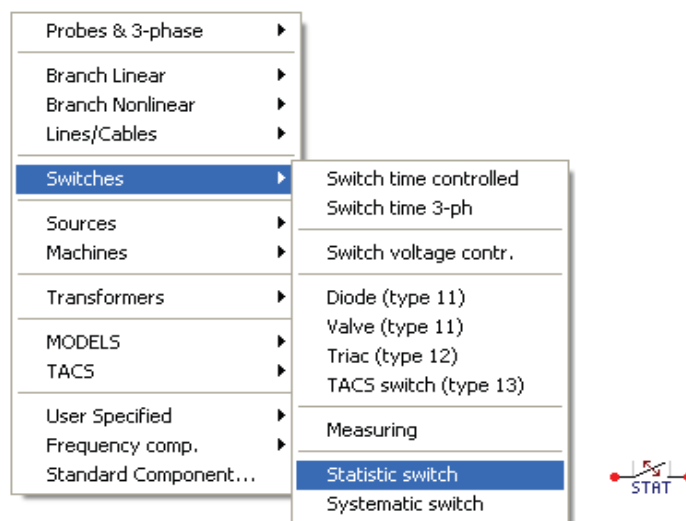 Probes & 3-phase
Branch Linear
Branch Nonlinear
Lines/Cables
Switches
Sources
Machines
Transformers
MODELS
TACS
User Specified
Frequency comp.
Standard Component...
Switch time controlled
Switch time 3-ph
Switch voltage contr.
Diode (type 11)
Valve (type 11)
Triac (type 12)
TACS switch (type 13)
Measuring
Statistic switch
Systematic switch
STAT